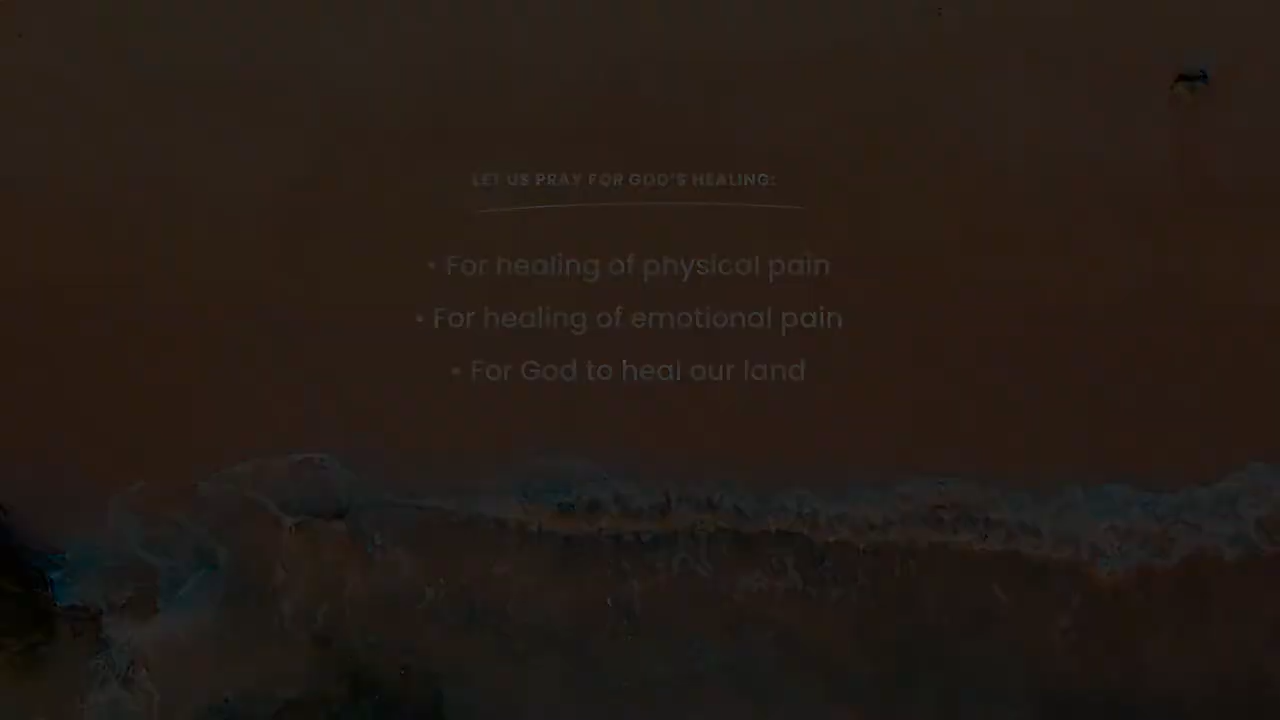 LET US PRAY FOR GOD'S HEALING:
• For healing of physical pain
• For healing of emotional pain
• For God to heal our land